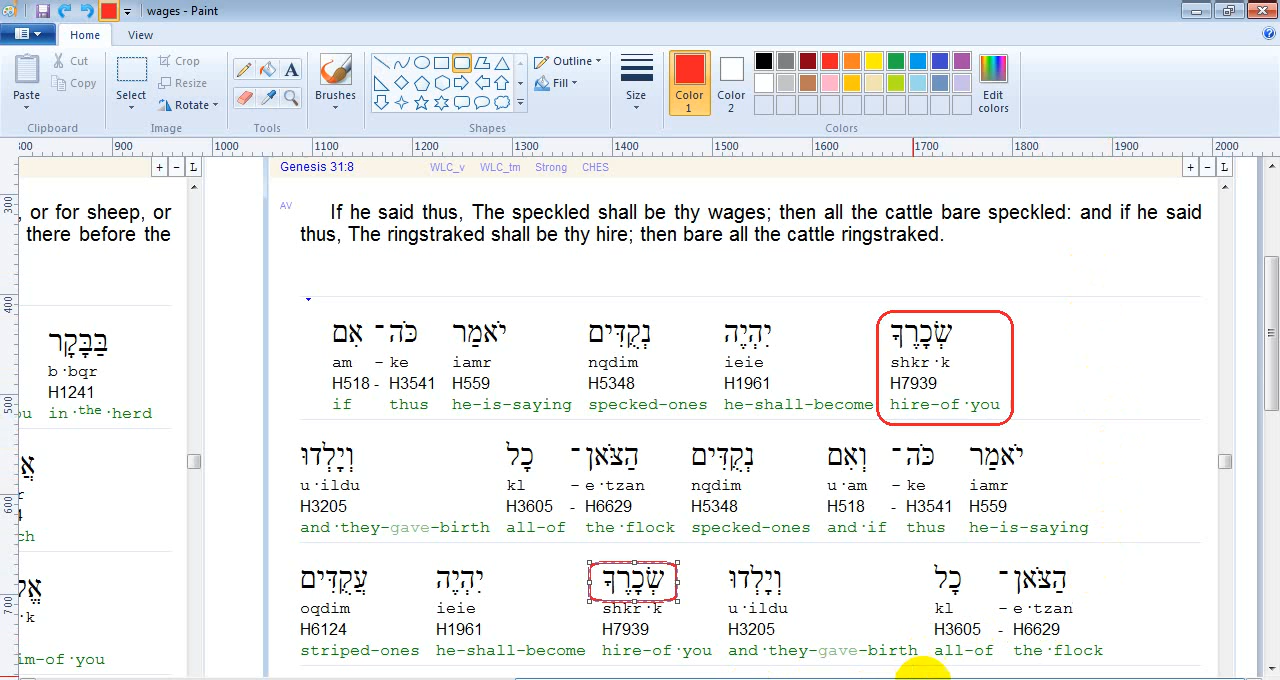 wages - Paint
Home View
Paste
Cut
Copy
Clipboard
Select
Crop
Resize
Rotate
Image
Tools
Brushes
Shapes
Outline
Fill
Size
Color 1
Color 2
Colors
Edit colors
900 1000 1100 1200 1300 1400 1500 1600 1700 1800 1900 2000
300
400
500
600
700
+ - L
, or for sheep, or
there before the
בַּבָּקָר
b·bqr
H1241
in·the herd
ch
·k
im-of·you
Genesis 31:8 WLC_v WLC_tm Strong CHES + - L
AV
If he said thus, The speckled shall be thy wages; then all the cattle bare speckled: and if he said
thus, The ringstraked shall be thy hire; then bare all the cattle ringstraked.
אִם ־ כֹּה יֹאמַר נְקֻדִּים יִהְיֶה שְׂכָרֶךָ
am - ke iamr nqdim ieie shkr·k
H518 - H3541 H559 H5348 H1961 H7939
if thus he-is-saying specked-ones he-shall-become hire-of·you
וְיָלְדוּ כָל ־ הַצֹּאן נְקֻדִּים וְאִם ־ כֹּה יֹאמַר
u·ildu kl - e·tzan nqdim u·am - ke iamr
H3205 H3605 - H6629 H5348 H518 - H3541 H559
and·they-gave-birth all-of the·flock specked-ones and·if thus he-is-saying
עֲקֻדִּים יִהְיֶה שְׂכָרֶךָ וְיָלְדוּ כָל ־ הַצֹּאן
oqdim ieie shkr·k u·ildu kl - e·tzan
H6124 H1961 H7939 H3205 H3605 - H6629
striped-ones he-shall-become hire-of·you and·they-gave-birth all-of the·flock